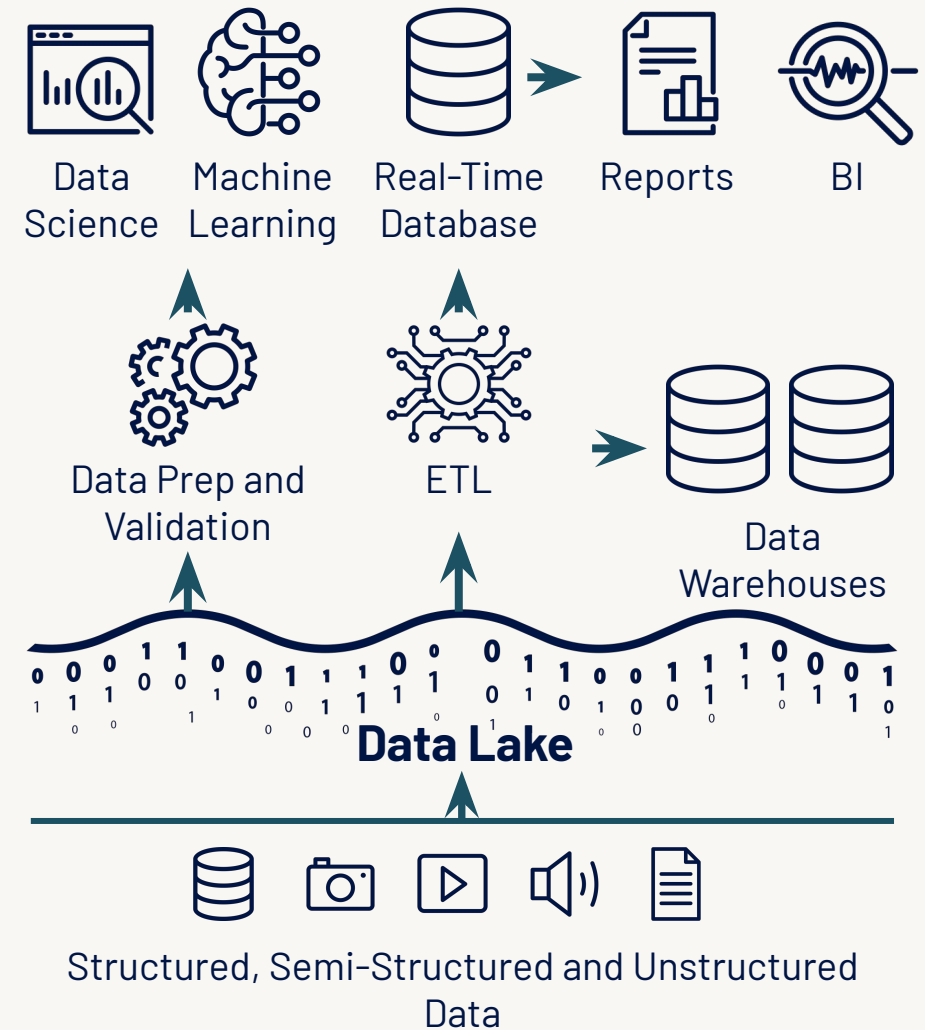 Data
Science
Machine
Learning
Real-Time
Database
Reports
BI
Data Prep and
Validation
ETL
Data
Warehouses
Data Lake
Structured, Semi-Structured and Unstructured
Data